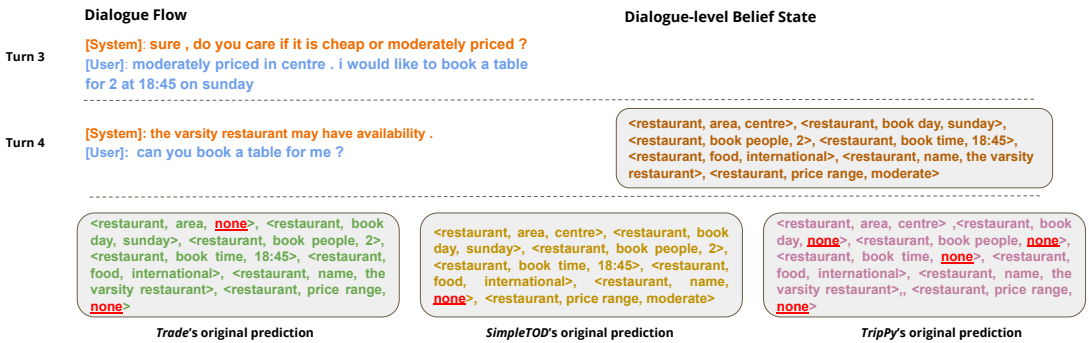 Dialogue Flow
Dialogue-level Belief State
Turn 3
[System]: sure , do you care if it is cheap or moderately priced ?
[User]: moderately priced in centre . i would like to book a table
for 2 at 18:45 on sunday
Turn 4
[System]: the varsity restaurant may have availability .
[User]: can you book a table for me ?
<restaurant, area, centre>, <restaurant, book day, sunday>,
<restaurant, book people, 2>, <restaurant, book time, 18:45>,
<restaurant, food, international>, <restaurant, name, the varsity
restaurant>, <restaurant, price range, moderate>
<restaurant, area, none>, <restaurant, book
day, sunday>, <restaurant, book people, 2>,
<restaurant, book time, 18:45>, <restaurant,
food, international>, <restaurant, name, the
varsity restaurant>, <restaurant, price range,
none>
Trade's original prediction
<restaurant, area, centre>, <restaurant, book
day, sunday>, <restaurant, book people, 2>,
<restaurant, book time, 18:45>, <restaurant,
food, international>, <restaurant, name,
none>, <restaurant, price range, moderate>
SimpleTOD's original prediction
<restaurant, area, centre> ,<restaurant, book
day, none>, <restaurant, book people, none>,
<restaurant, book time, none>, <restaurant,
food, international>, <restaurant, name, the
varsity restaurant>,, <restaurant, price range,
none>
TripPy's original prediction